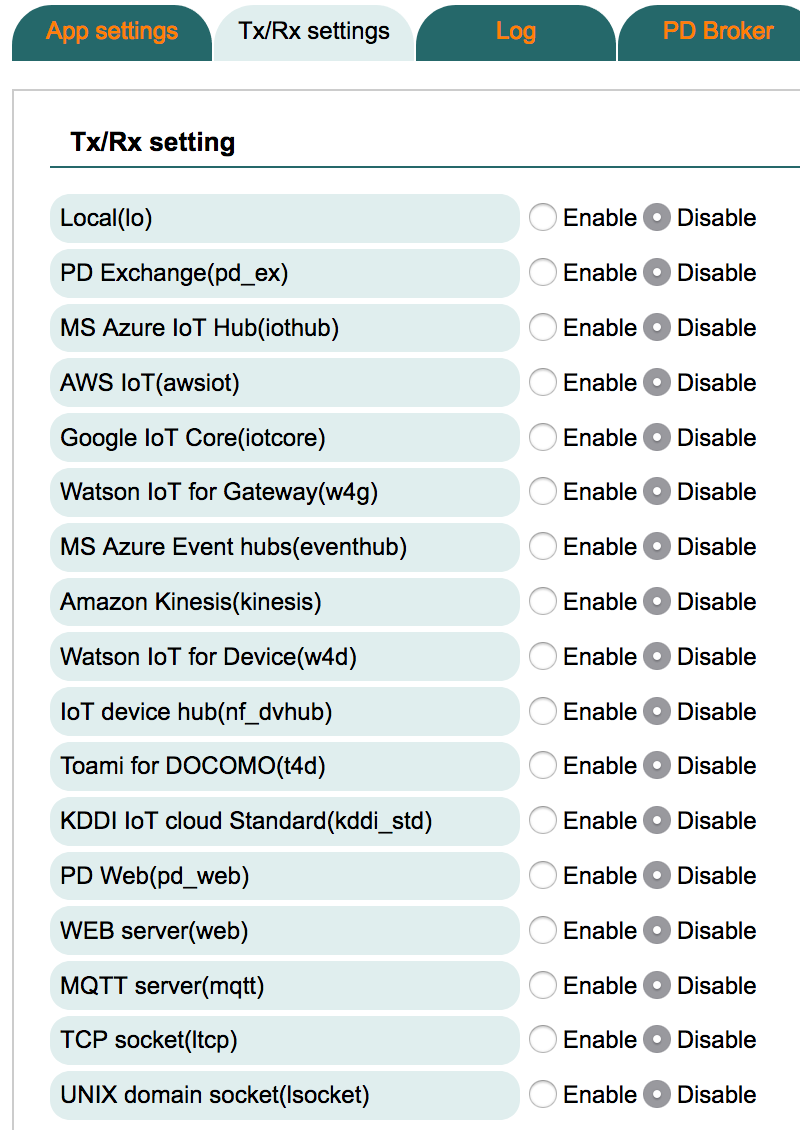 App settings Tx/Rx settings Log PD Broker
Tx/Rx setting
Local(lo) Enable Disable
PD Exchange(pd_ex) Enable Disable
MS Azure IoT Hub(iothub) Enable Disable
AWS IoT(awsiot) Enable Disable
Google IoT Core(iotcore) Enable Disable
Watson IoT for Gateway(w4g) Enable Disable
MS Azure Event hubs(eventhub) Enable Disable
Amazon Kinesis(kinesis) Enable Disable
Watson IoT for Device(w4d) Enable Disable
IoT device hub(nf_dvhub) Enable Disable
Toami for DOCOMO(t4d) Enable Disable
KDDI IoT cloud Standard(kddi_std) Enable Disable
PD Web(pd_web) Enable Disable
WEB server(web) Enable Disable
MQTT server(mqtt) Enable Disable
TCP socket(ltcp) Enable Disable
UNIX domain socket(lsocket) Enable Disable